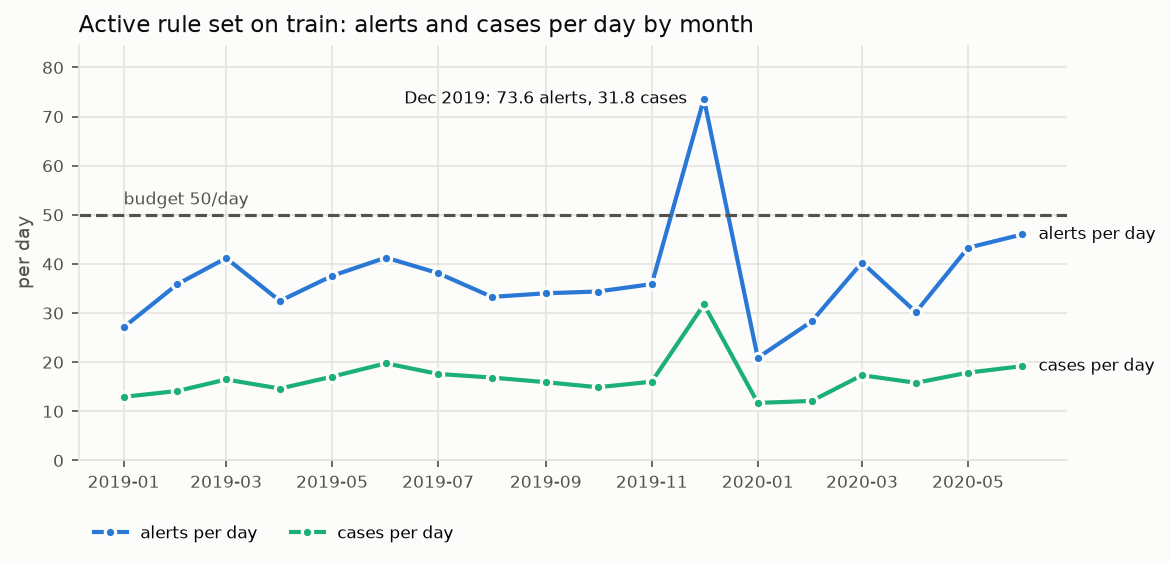 Active rule set on train: alerts and cases per day by month
80
70
60
50
40
30
20
10
0
per day
Dec 2019: 73.6 alerts, 31.8 cases
budget 50/day
alerts per day
cases per day
2019-01 2019-03 2019-05 2019-07 2019-09 2019-11 2020-01 2020-03 2020-05
alerts per day cases per day